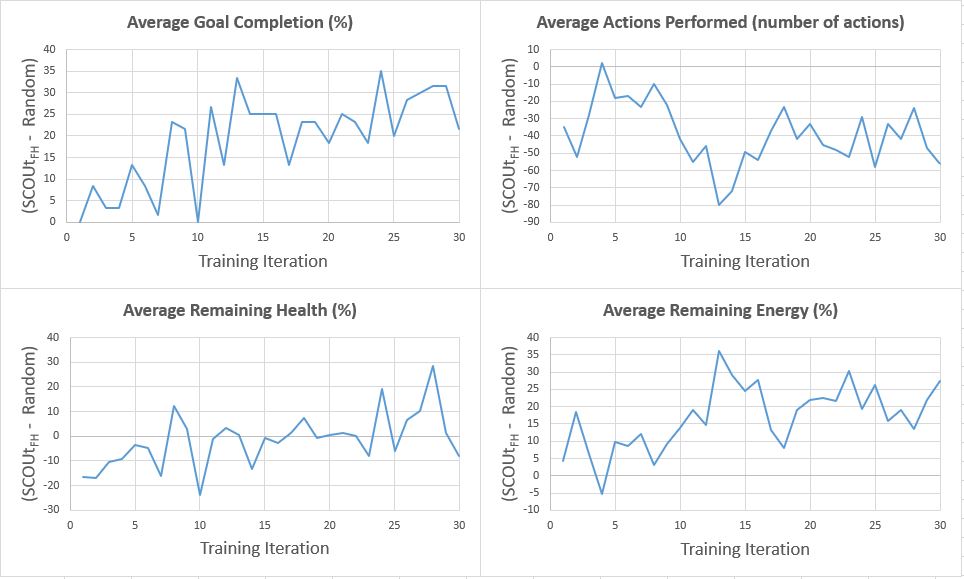 Average Goal Completion (%)
(SCOUt_FH - Random)
40
35
30
25
20
15
10
5
0
0 5 10 15 20 25 30
Training Iteration
Average Actions Performed (number of actions)
(SCOUt_FH - Random)
10
0
-10
-20
-30
-40
-50
-60
-70
-80
-90
0 5 10 15 20 25 30
Training Iteration
Average Remaining Health (%)
(SCOUt_FH - Random)
40
30
20
10
0
-10
-20
-30
0 5 10 15 20 25 30
Training Iteration
Average Remaining Energy (%)
(SCOUt_FH - Random)
40
35
30
25
20
15
10
5
0
-5
-10
0 5 10 15 20 25 30
Training Iteration